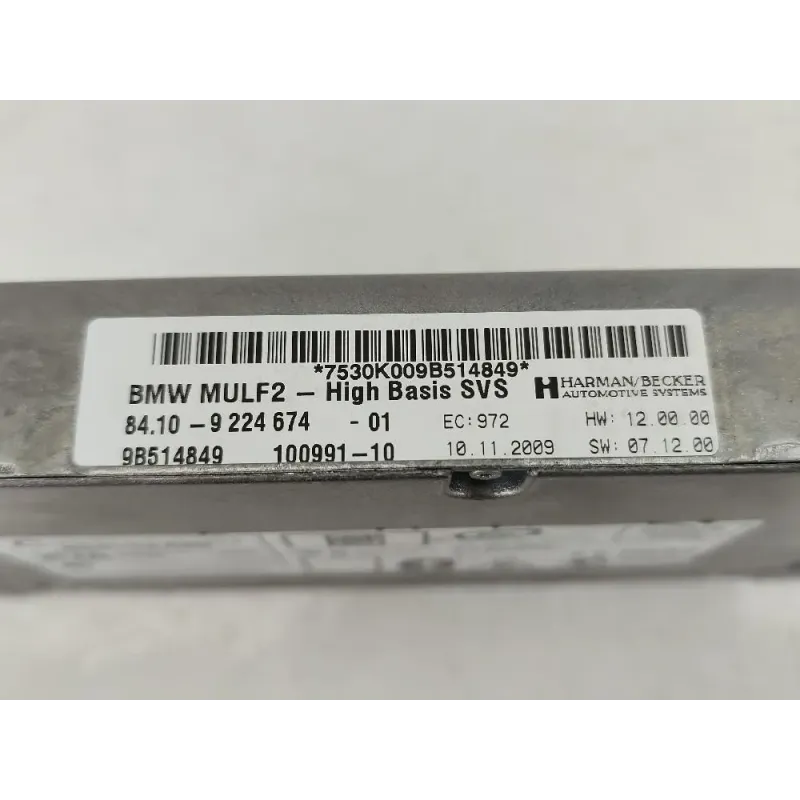 *7530K009B514849*
BMW MULF2 – High Basis SVS HARMAN/BECKER
AUTOMOTIVE SYSTEMS
84.10 – 9 224 674 - 01 EC: 972 HW: 12.00.00
9B514849 100991-10 10.11.2009 SW: 07.12.00